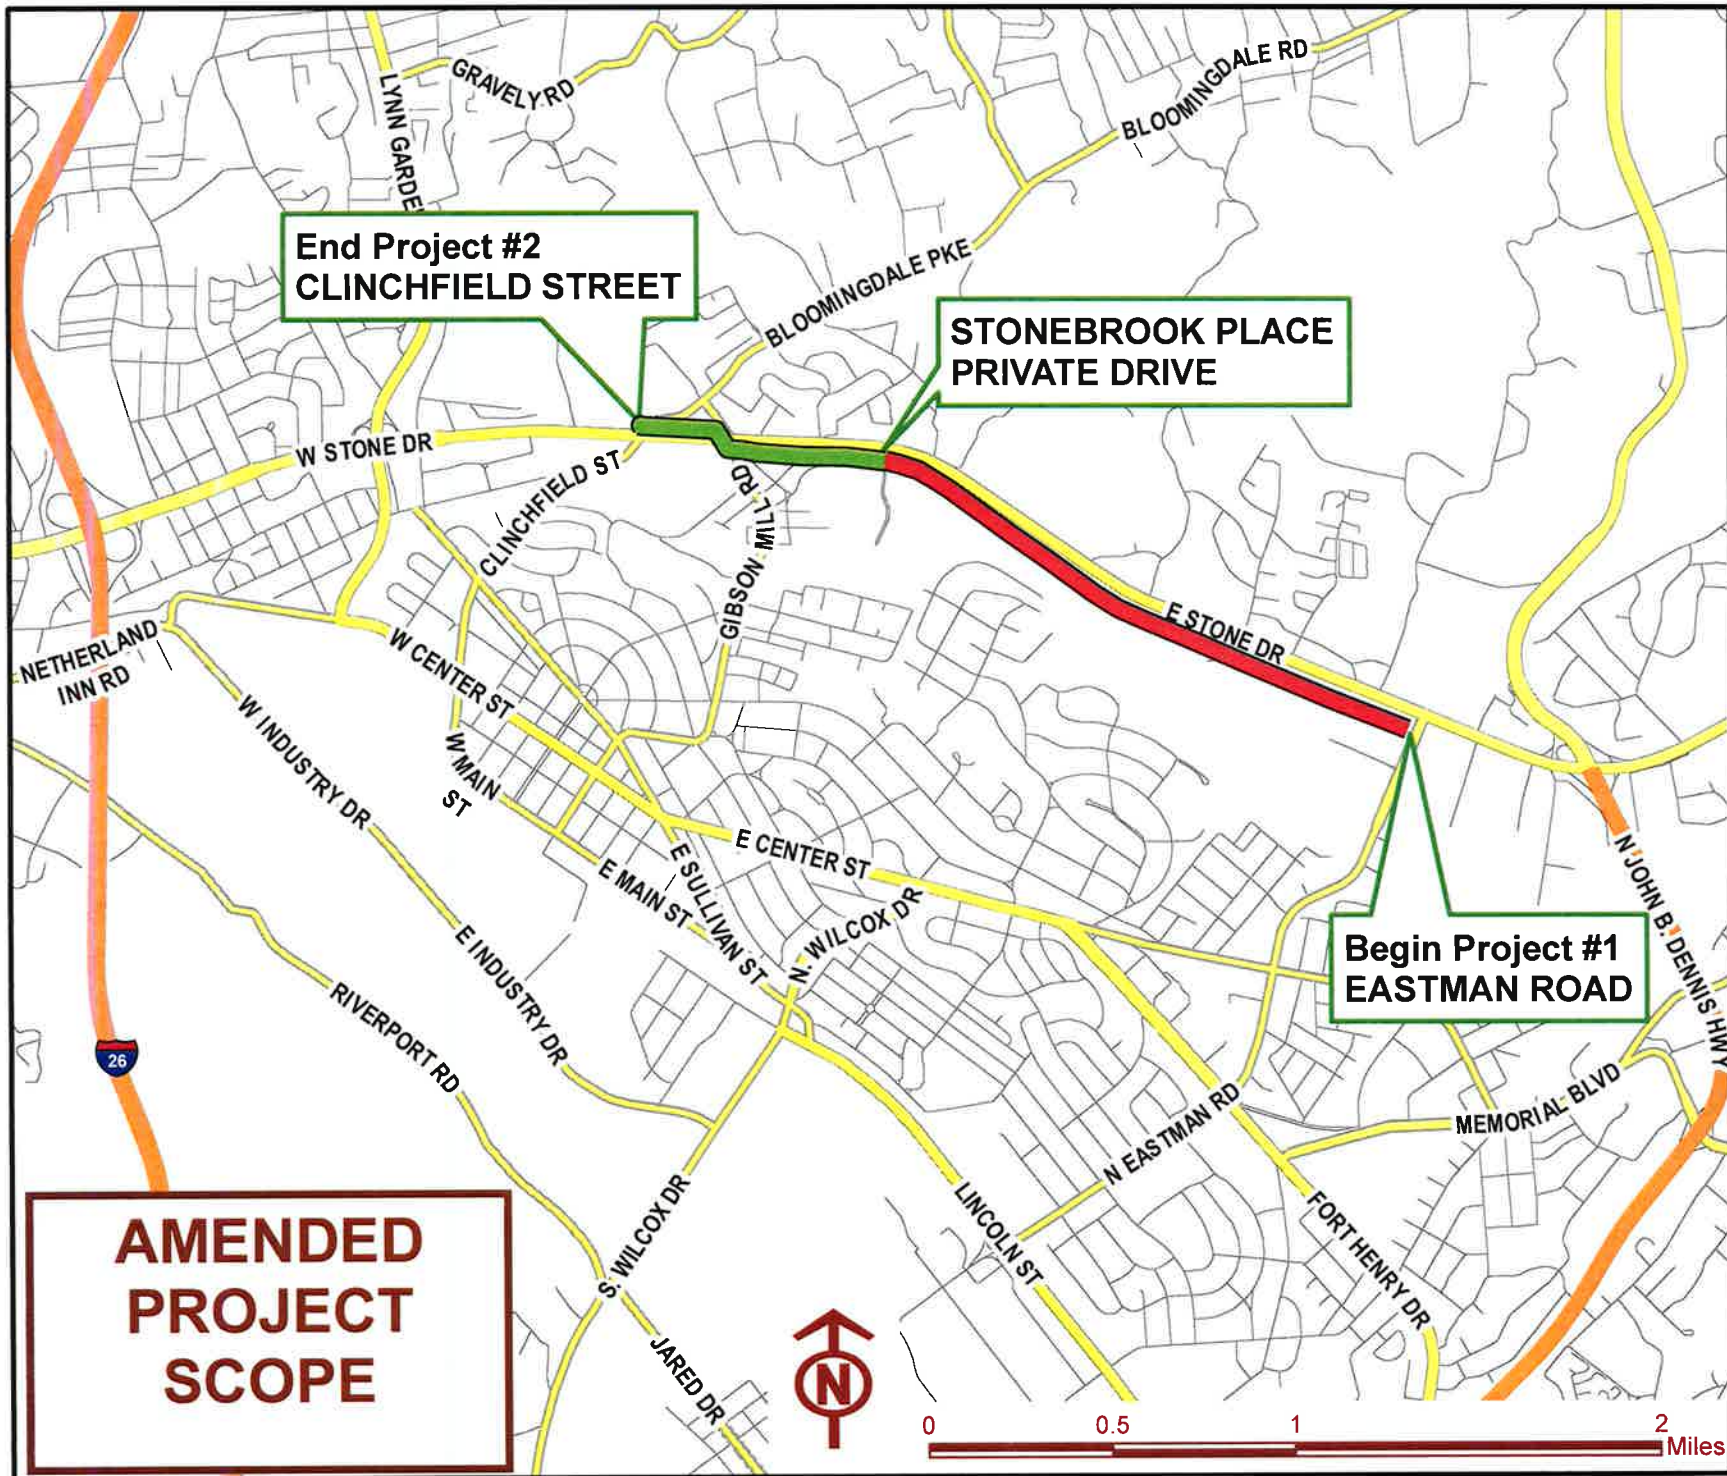 GRAVELY RD
LYNN GARDE
BLOOMINGDALE RD
End Project #2
CLINCHFIELD STREET
BLOOMINGDALE PKE
STONEBROOK PLACE
PRIVATE DRIVE
W STONE DR
CLINCHFIELD ST
GIBSON MILL RD
E STONE DR
NETHERLAND
INN RD
W CENTER ST
W INDUSTRY DR
W MAIN
ST
E CENTER ST
E MAIN ST
E SULLIVAN ST
N. WILCOX DR
N JOHN B. DENNIS HWY
Begin Project #1
EASTMAN ROAD
E INDUSTRY DR
RIVERPORT RD
26
N EASTMAN RD
MEMORIAL BLVD
S. WILCOX DR
LINCOLN ST
FORT HENRY DR
JARED DR
AMENDED
PROJECT
SCOPE
N
0 0.5 1 2
Miles